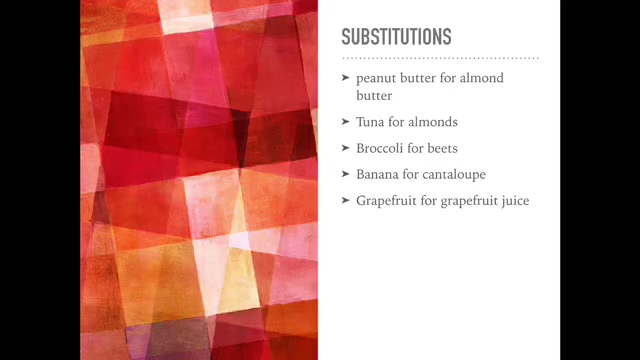 SUBSTITUTIONS
➤ peanut butter for almond
butter
➤ Tuna for almonds
➤ Broccoli for beets
➤ Banana for cantaloupe
➤ Grapefruit for grapefruit juice